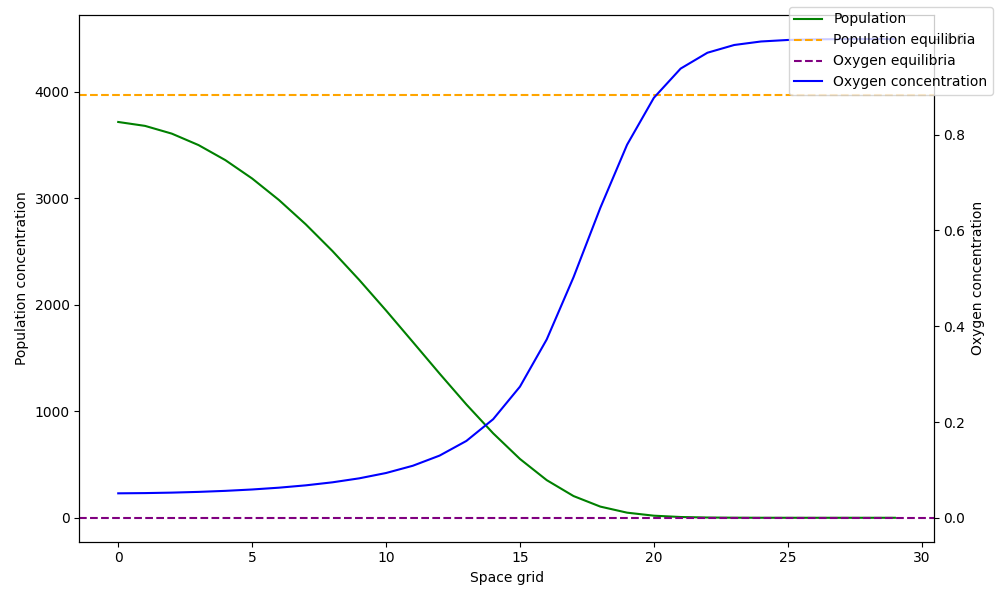 Population
Population equilibria
Oxygen equilibria
Oxygen concentration
4000
3000
2000
1000
0
Population concentration
0.8
0.6
0.4
0.2
0.0
Oxygen concentration
0
5
10
15
20
25
30
Space grid